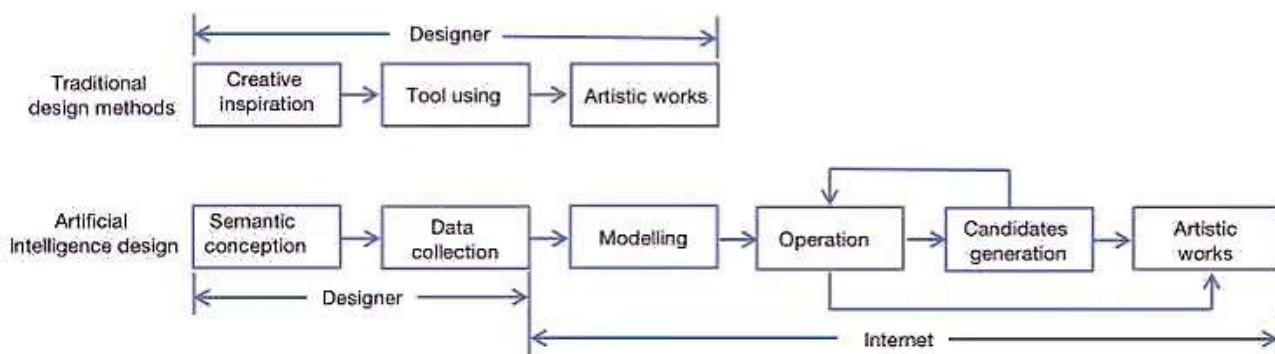 Designer
Traditional
design methods
Creative
inspiration
Tool using
Artistic works
Artificial
intelligence design
Semantic
conception
Data
collection
Modelling
Operation
Candidates
generation
Artistic
works
Designer
Internet